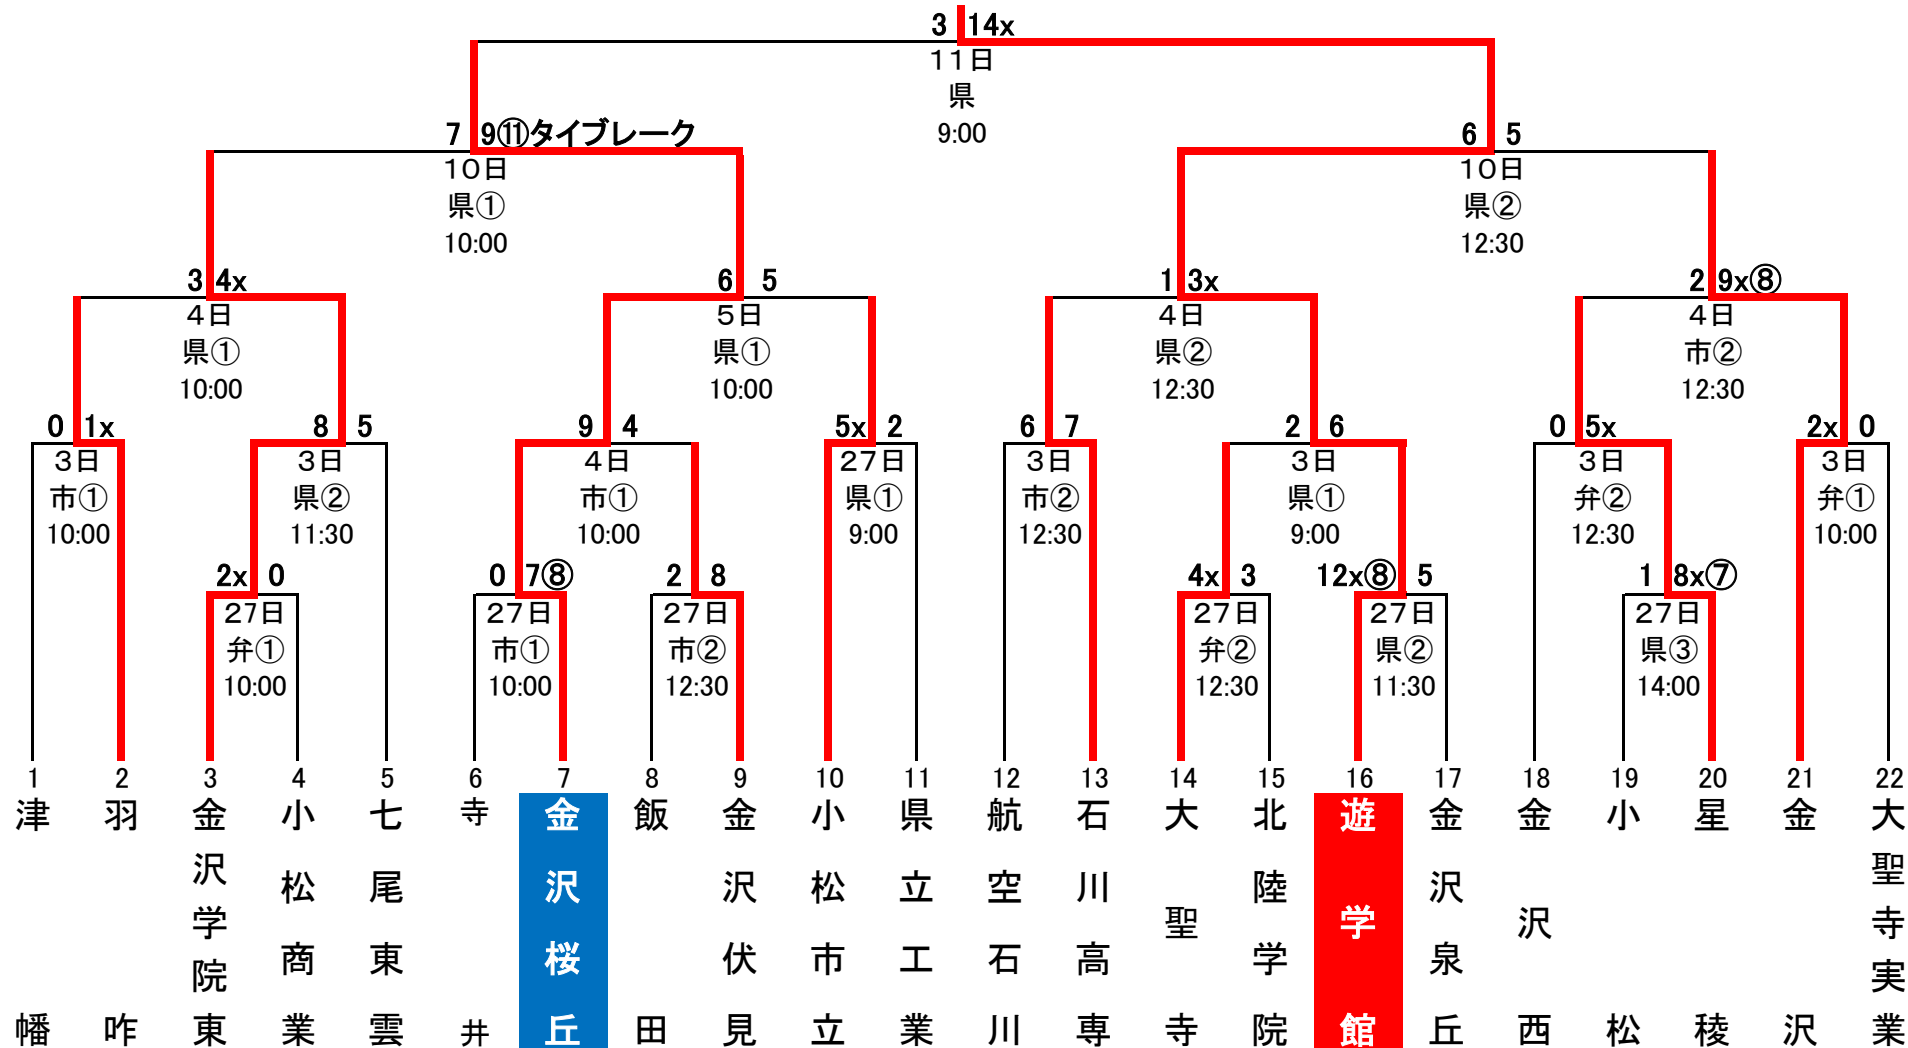 3 14x
11日
県
9:00
7 9⑪タイブレーク
10日
県①
10:00
6 5
10日
県②
12:30
3 4x
4日
県①
10:00
6 5
5日
県①
10:00
1 3x
4日
県②
12:30
2 9x⑧
4日
市②
12:30
0 1x
3日
市①
10:00
8 5
3日
県②
11:30
9 4
4日
市①
10:00
5x 2
27日
県①
9:00
6 7
3日
市②
12:30
2 6
3日
県①
9:00
0 5x
3日
弁②
12:30
2x 0
3日
弁①
10:00
2x 0
27日
弁①
10:00
0 7⑧
27日
市①
10:00
2 8
27日
市②
12:30
4x 3
27日
弁②
12:30
12x⑧ 5
27日
県②
11:30
1 8x⑦
27日
県③
14:00
1 津幡
2 羽咋
3 金沢学院東
4 小松商業
5 七尾東雲
6 寺井
7 金沢桜丘
8 飯田
9 金沢伏見
10 小松市立
11 県立工業
12 航空石川
13 石川高専
14 大聖寺
15 北陸学院
16 遊学館
17 金沢泉丘
18 金沢西
19 小松
20 星稜
21 金沢
22 大聖寺実業